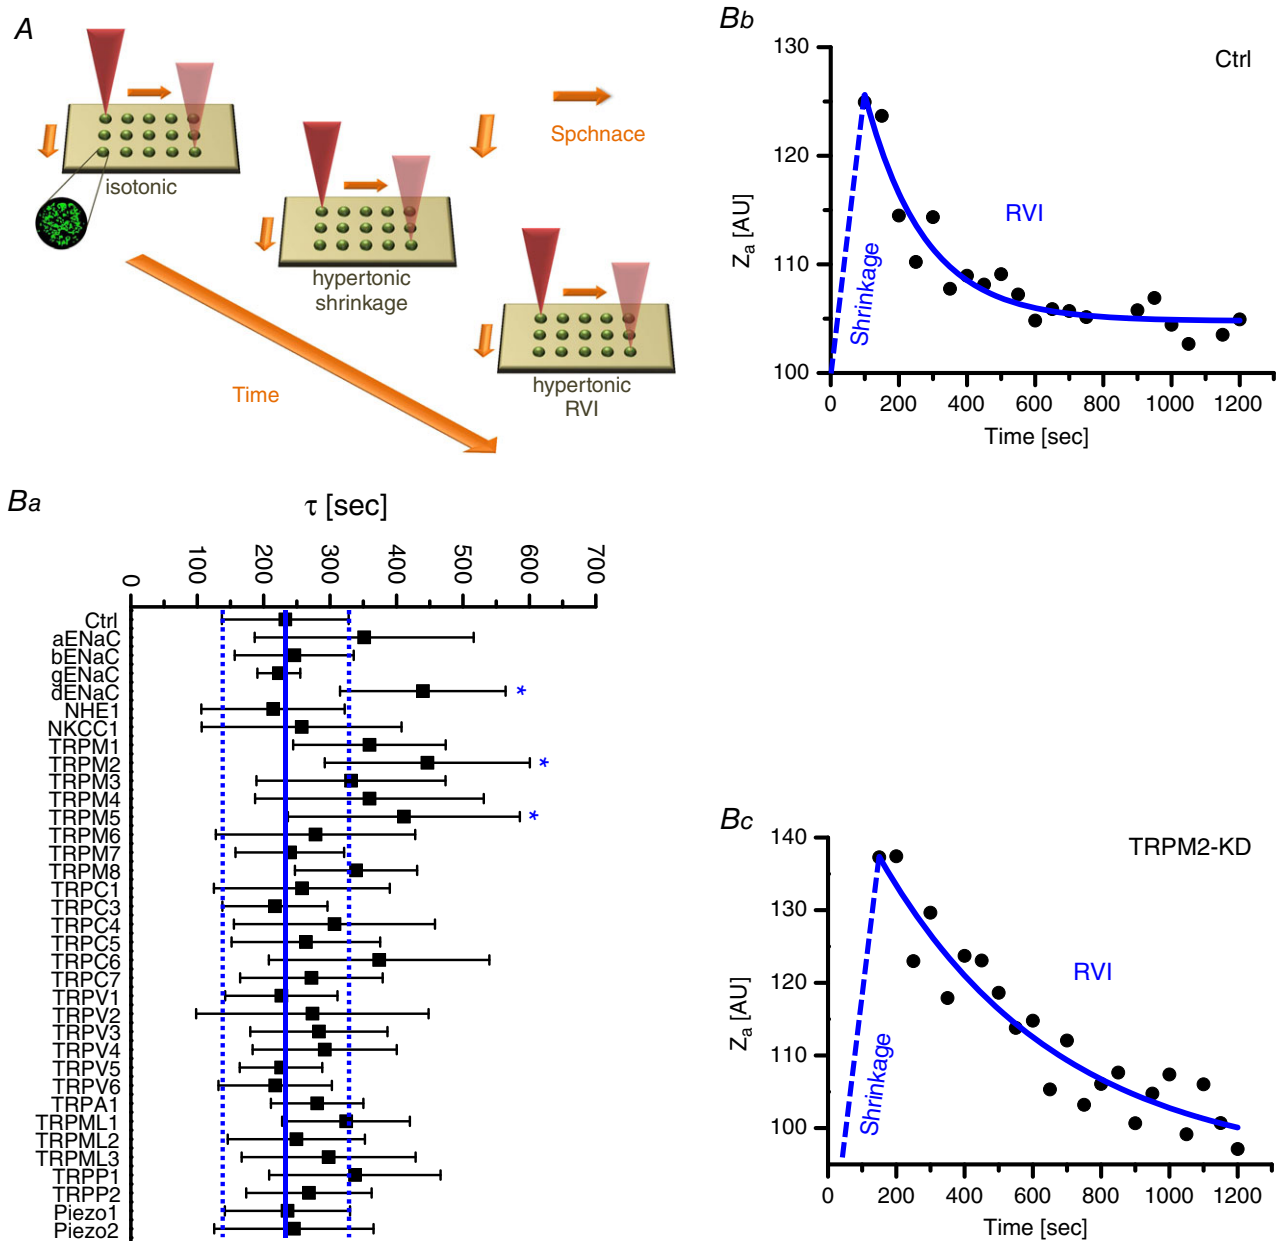 A
isotonic
hypertonic
shrinkage
hypertonic
RVI
Time
Spchnace
Bb
Ctrl
130
120
110
100
Za [AU]
Shrinkage
RVI
0
200
400
600
800
1000
1200
Time [sec]
Ba
τ [sec]
0
100
200
300
400
500
600
700
Ctrl
aENaC
bENaC
gENaC
dENaC *
NHE1
NKCC1
TRPM1
TRPM2 *
TRPM3
TRPM4
TRPM5 *
TRPM6
TRPM7
TRPM8
TRPC1
TRPC3
TRPC4
TRPC5
TRPC6
TRPC7
TRPV1
TRPV2
TRPV3
TRPV4
TRPV5
TRPV6
TRPA1
TRPML1
TRPML2
TRPML3
TRPP1
TRPP2
Piezo1
Piezo2
Bc
TRPM2-KD
140
130
120
110
100
Za [AU]
Shrinkage
RVI
0
200
400
600
800
1000
1200
Time [sec]